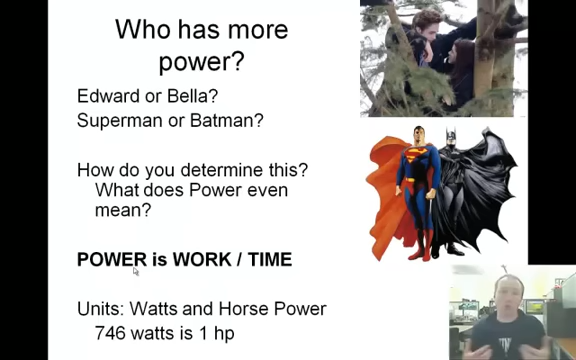 Who has more
power?
Edward or Bella?
Superman or Batman?
How do you determine this?
What does Power even
mean?
POWER is WORK / TIME
Units: Watts and Horse Power
746 watts is 1 hp